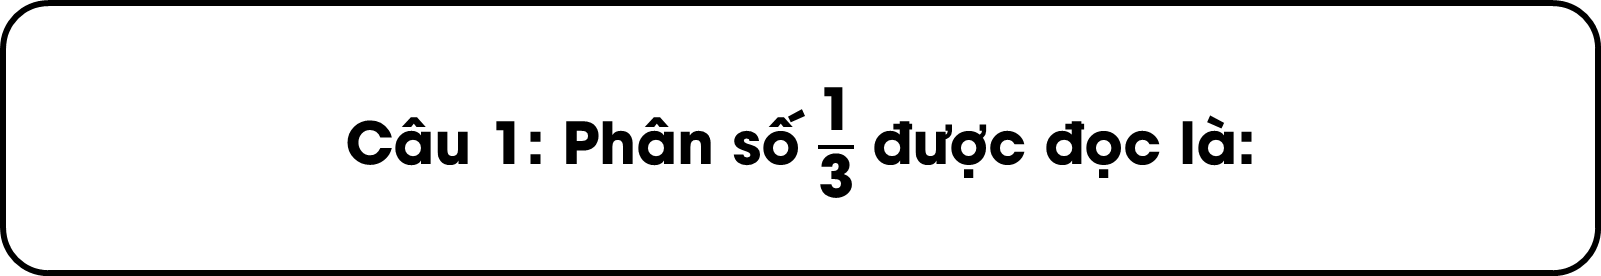 Câu 1: Phân số 1/3 được đọc là: